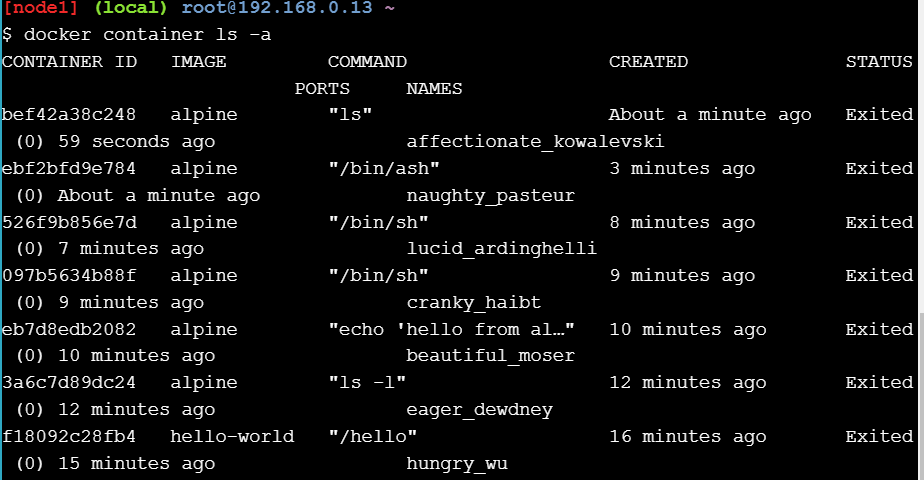 [node1] (local) root@192.168.0.13 ~
$ docker container ls -a
CONTAINER ID   IMAGE         COMMAND                  CREATED              STATUS
                          PORTS     NAMES
bef42a38c248   alpine        "ls"                     About a minute ago   Exited
 (0) 59 seconds ago                 affectionate_kowalevski
ebf2bfd9e784   alpine        "/bin/ash"               3 minutes ago        Exited
 (0) About a minute ago             naughty_pasteur
526f9b856e7d   alpine        "/bin/sh"                8 minutes ago        Exited
 (0) 7 minutes ago                  lucid_ardinghelli
097b5634b88f   alpine        "/bin/sh"                9 minutes ago        Exited
 (0) 9 minutes ago                  cranky_haibt
eb7d8edb2082   alpine        "echo 'hello from al…"   10 minutes ago       Exited
 (0) 10 minutes ago                 beautiful_moser
3a6c7d89dc24   alpine        "ls -l"                  12 minutes ago       Exited
 (0) 12 minutes ago                 eager_dewdney
f18092c28fb4   hello-world   "/hello"                 16 minutes ago       Exited
 (0) 15 minutes ago                 hungry_wu